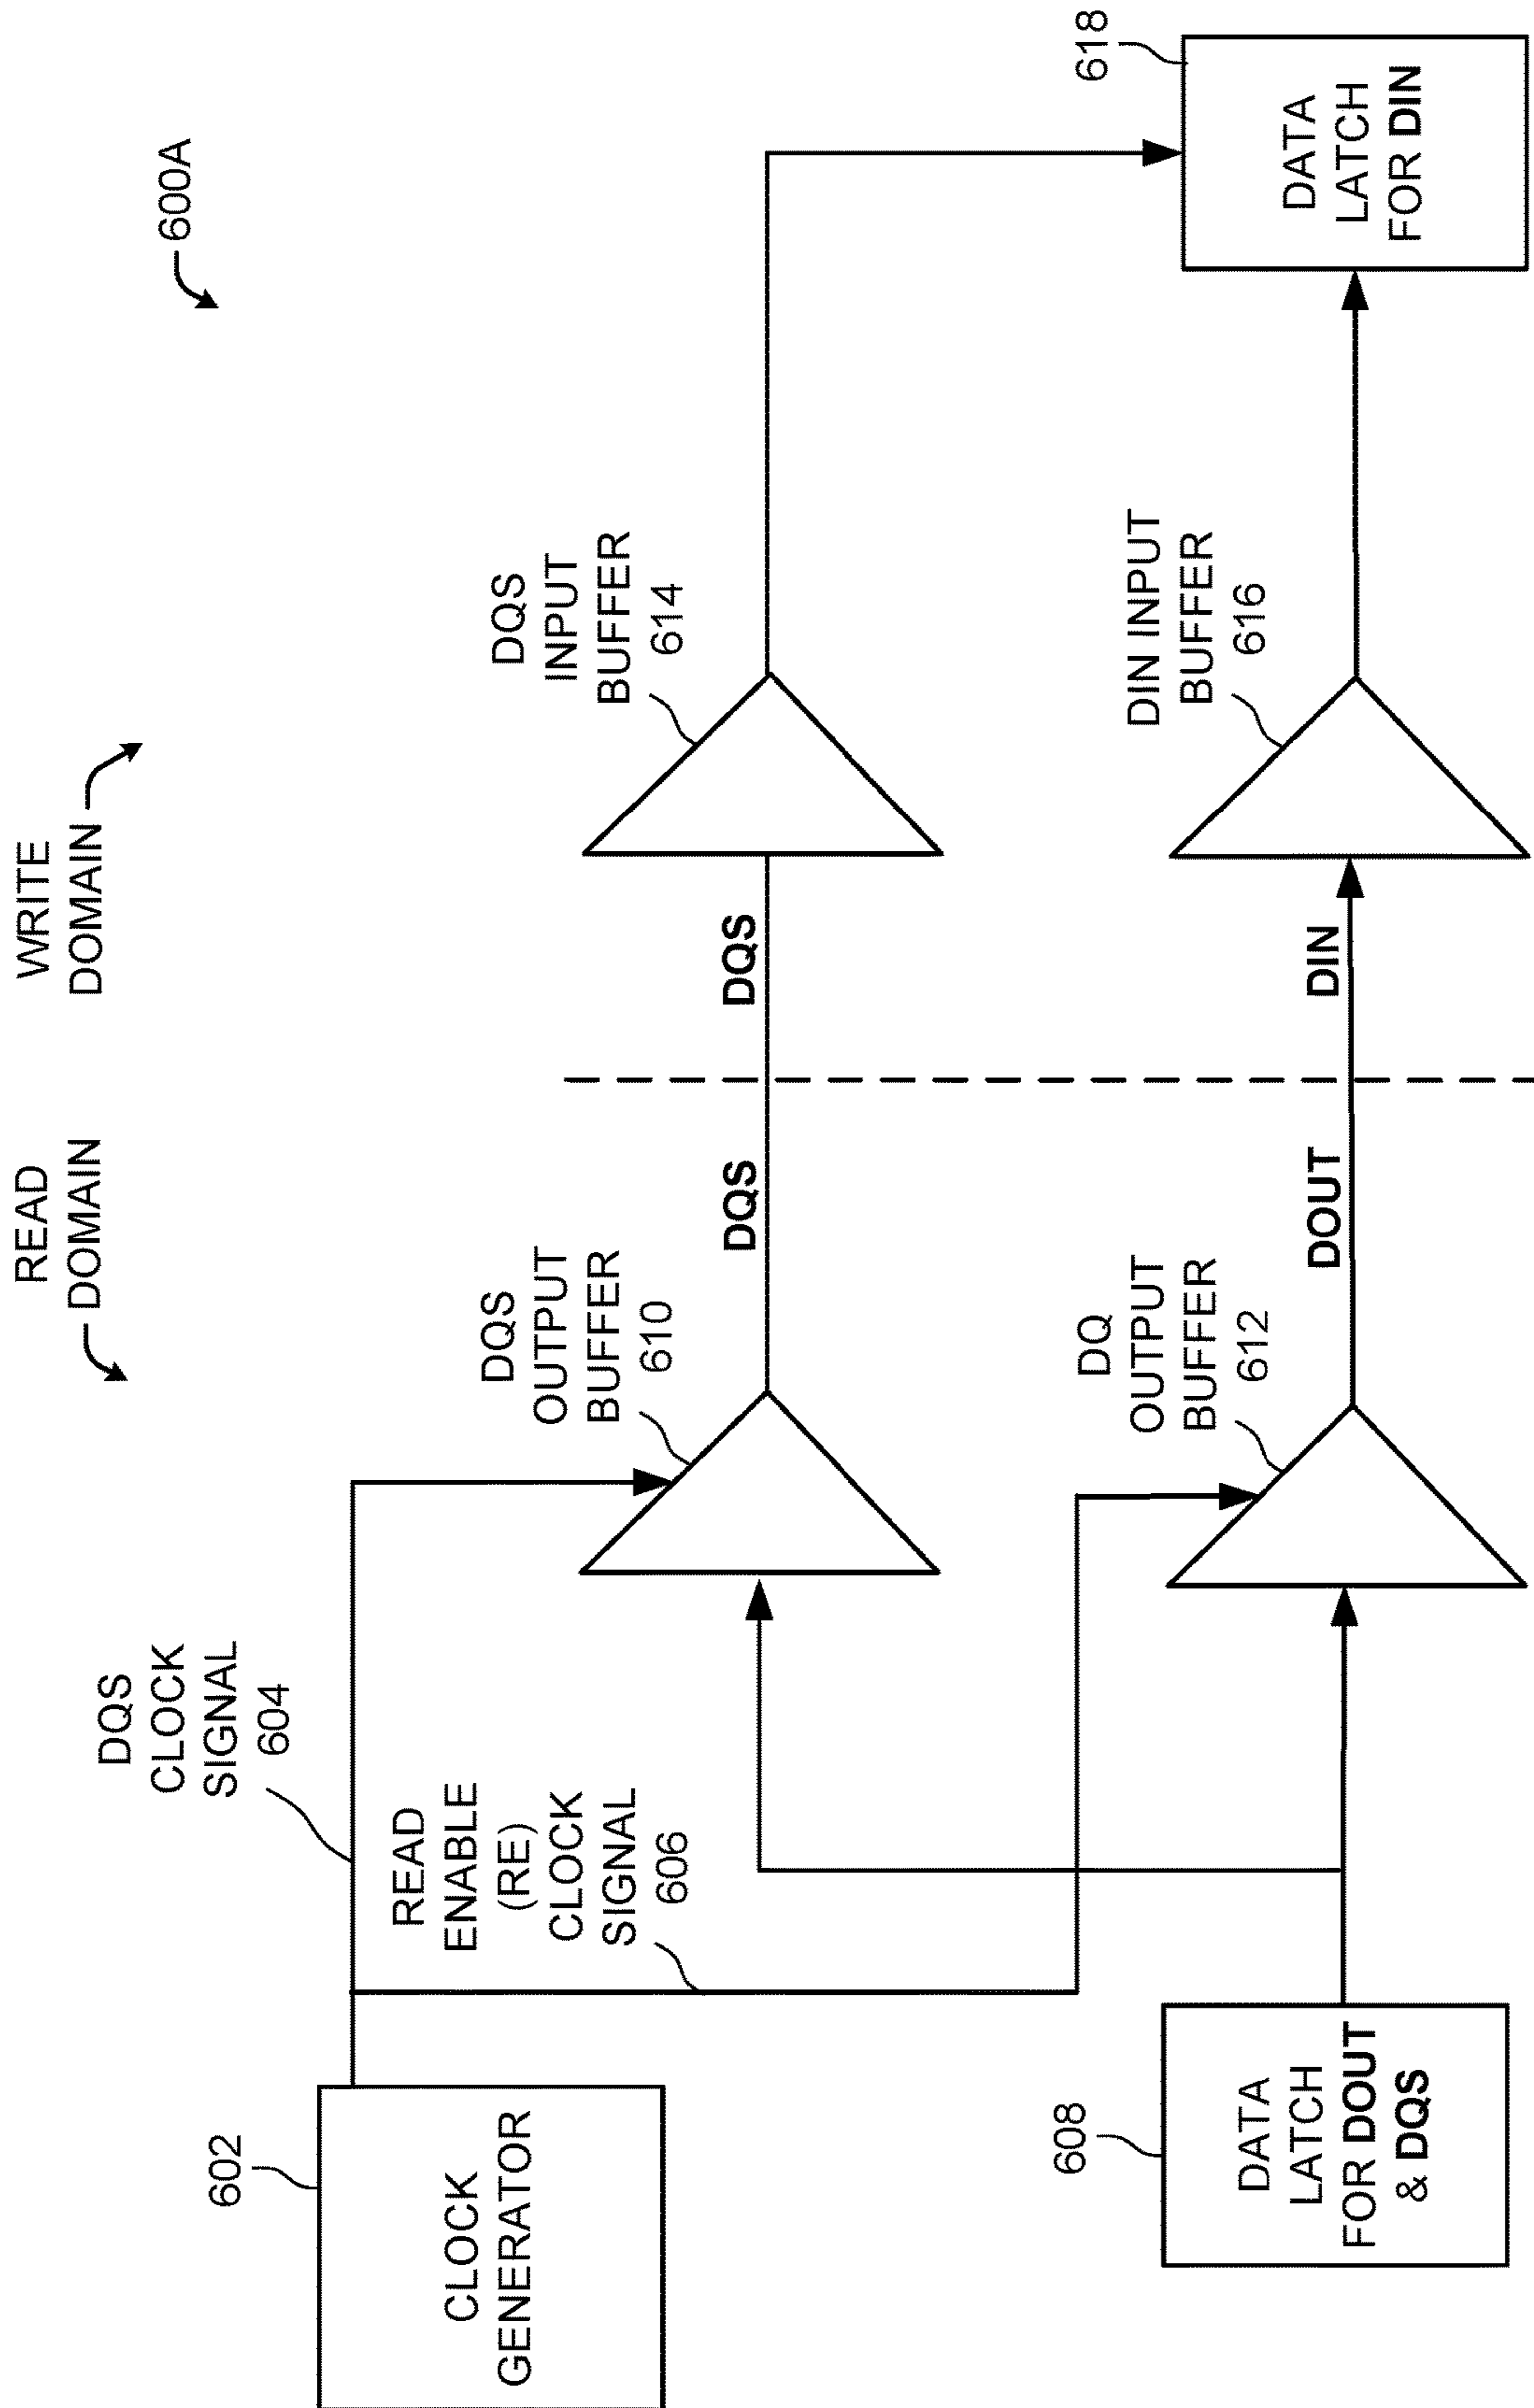 READ
DOMAIN
WRITE
DOMAIN
600A
DQS
CLOCK
SIGNAL
604
602
CLOCK
GENERATOR
READ
ENABLE
(RE)
CLOCK
SIGNAL
606
DQS
OUTPUT
BUFFER
610
DQS
DQS
DQS
INPUT
BUFFER
614
608
DATA
LATCH
FOR DOUT
& DQS
DQ
OUTPUT
BUFFER
612
DOUT
DIN
DIN INPUT
BUFFER
616
618
DATA
LATCH
FOR DIN